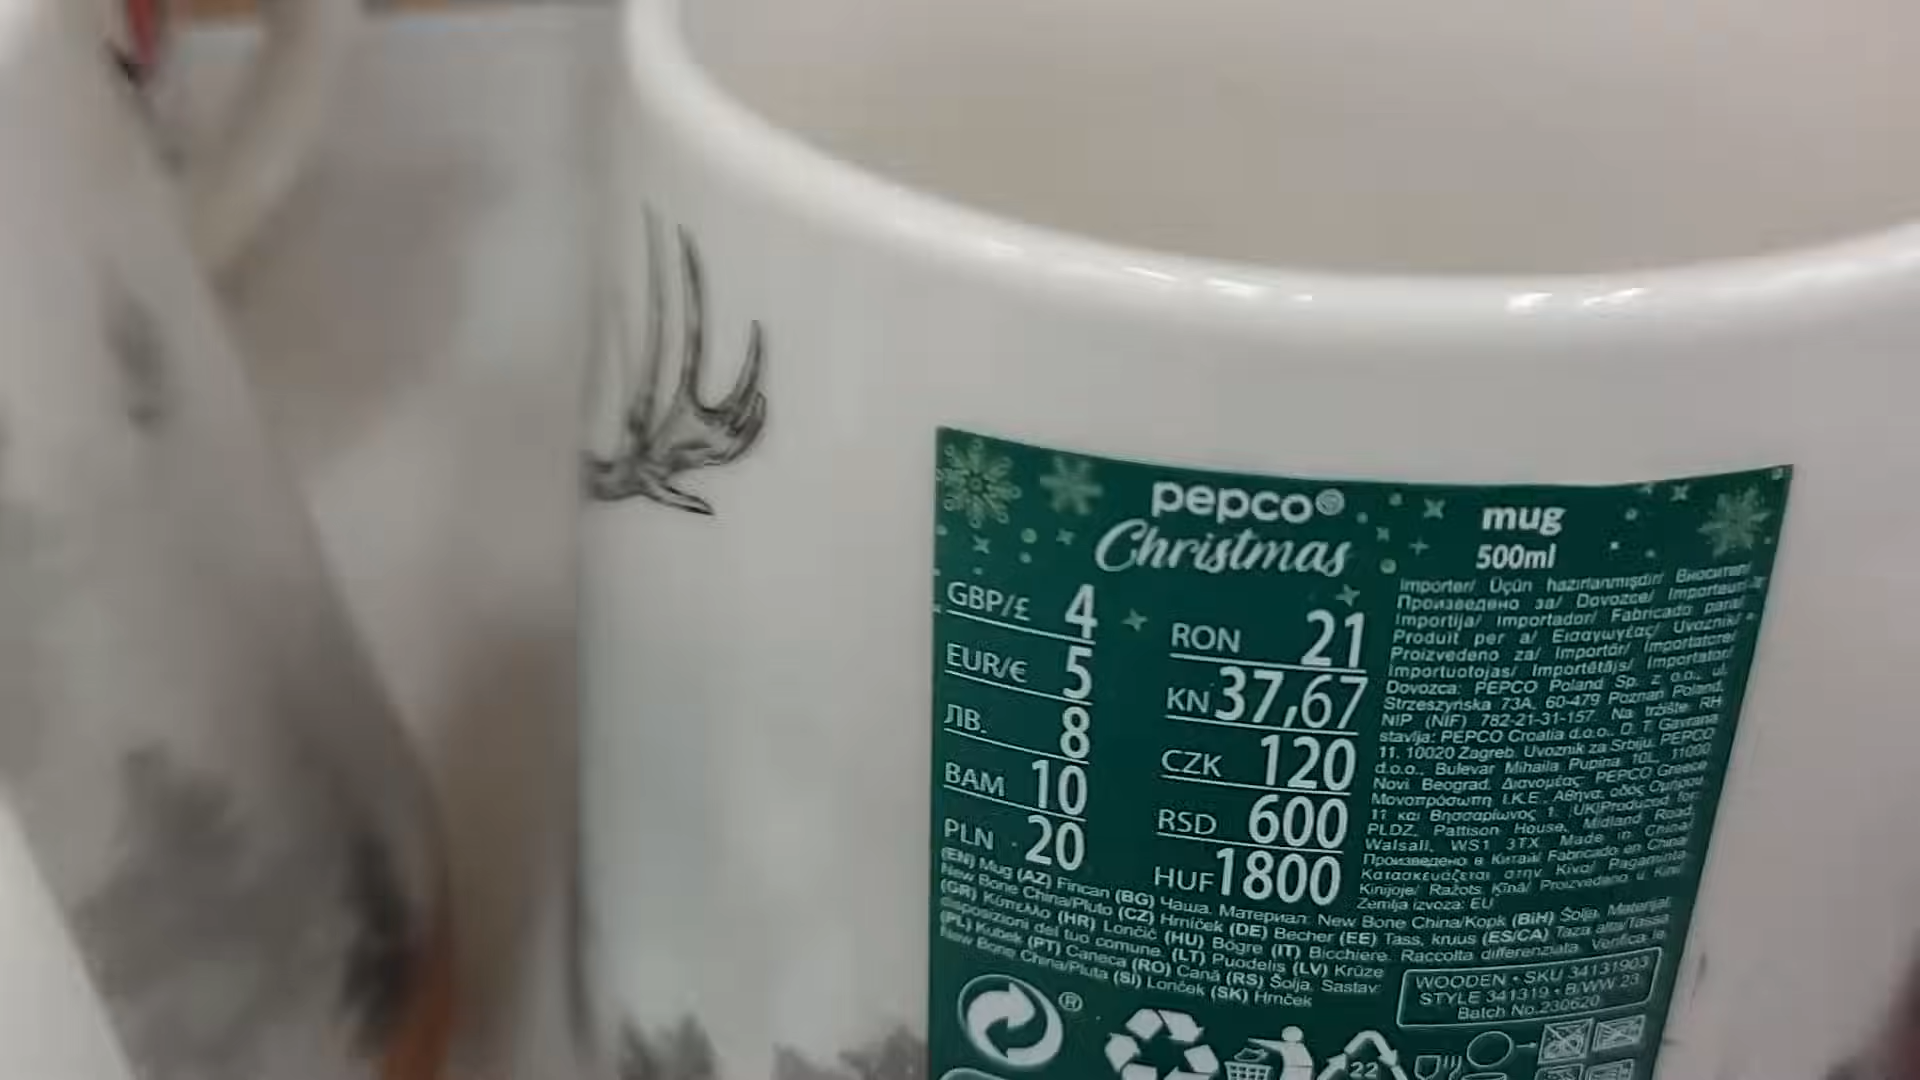 pepco®
Christmas
mug
500ml
GBP/£ 4
EUR/€ 5
ЛВ. 8
BAM 10
PLN 20
RON 21
KN 37,67
CZK 120
RSD 600
HUF 1800
Importer/ Üçün hazırlanmışdır/ Вносител/
Произведено за/ Dovozce/ Importeur/
Importija/ Importador/ Fabricado para/
Produit per a/ Εισαγωγέας/ Uvoznik/
Proizvedeno za/ Importőr/ Importatore/
Importuotojas/ Importētājs/ Importator/
Dovozca: PEPCO Poland Sp. z o.o., ul.
Strzeszyńska 73A, 60-479 Poznań Poland,
NIP (NIF) 782-21-31-157. Na tržište RH
stavlja: PEPCO Croatia d.o.o., D. T. Gavrana
11, 10020 Zagreb. Uvoznik za Srbiju: PEPCO
d.o.o., Bulevar Mihaila Pupina 10L, 11000
Novi Beograd. Διανομέας: PEPCO Greece
Μονοπρόσωπη Ι.Κ.Ε., Αθήνα, οδός Ομήρου
11 και Βησσαρίωνος 1. UK|Produced for:
PLDZ, Pattison House, Midland Road,
Walsall, WS1 3TX. Made in China/
Произведено в Китай/ Fabricado en China/
Κατασκευάζεται στην Κίνα/ Pagaminta
Kinijoje/ Ražots Ķīnā/ Proizvedeno u Kini
Zemlja izvoza: EU
(EN) Mug (AZ) Fincan (BG) Чаша. Материал: New Bone China/Kopk (BiH) Šolja. Materijal:
New Bone China/Pluto (CZ) Hrníček (DE) Becher (EE) Tass, kruus (ES/CA) Taza alta/Tassa
(GR) Κύπελλο (HR) Lončić (HU) Bögre (IT) Bicchiere. Raccolta differenziata. Verifica le
disposizioni del tuo comune. (LT) Puodelis (LV) Krūze
(PL) Kubek (PT) Caneca (RO) Cană (RS) Šolja. Sastav:
New Bone China/Pluta (SI) Lonček (SK) Hrnček
WOODEN • SKU 34131903
STYLE 341319 • B/WW 23
Batch No.230620
®
22